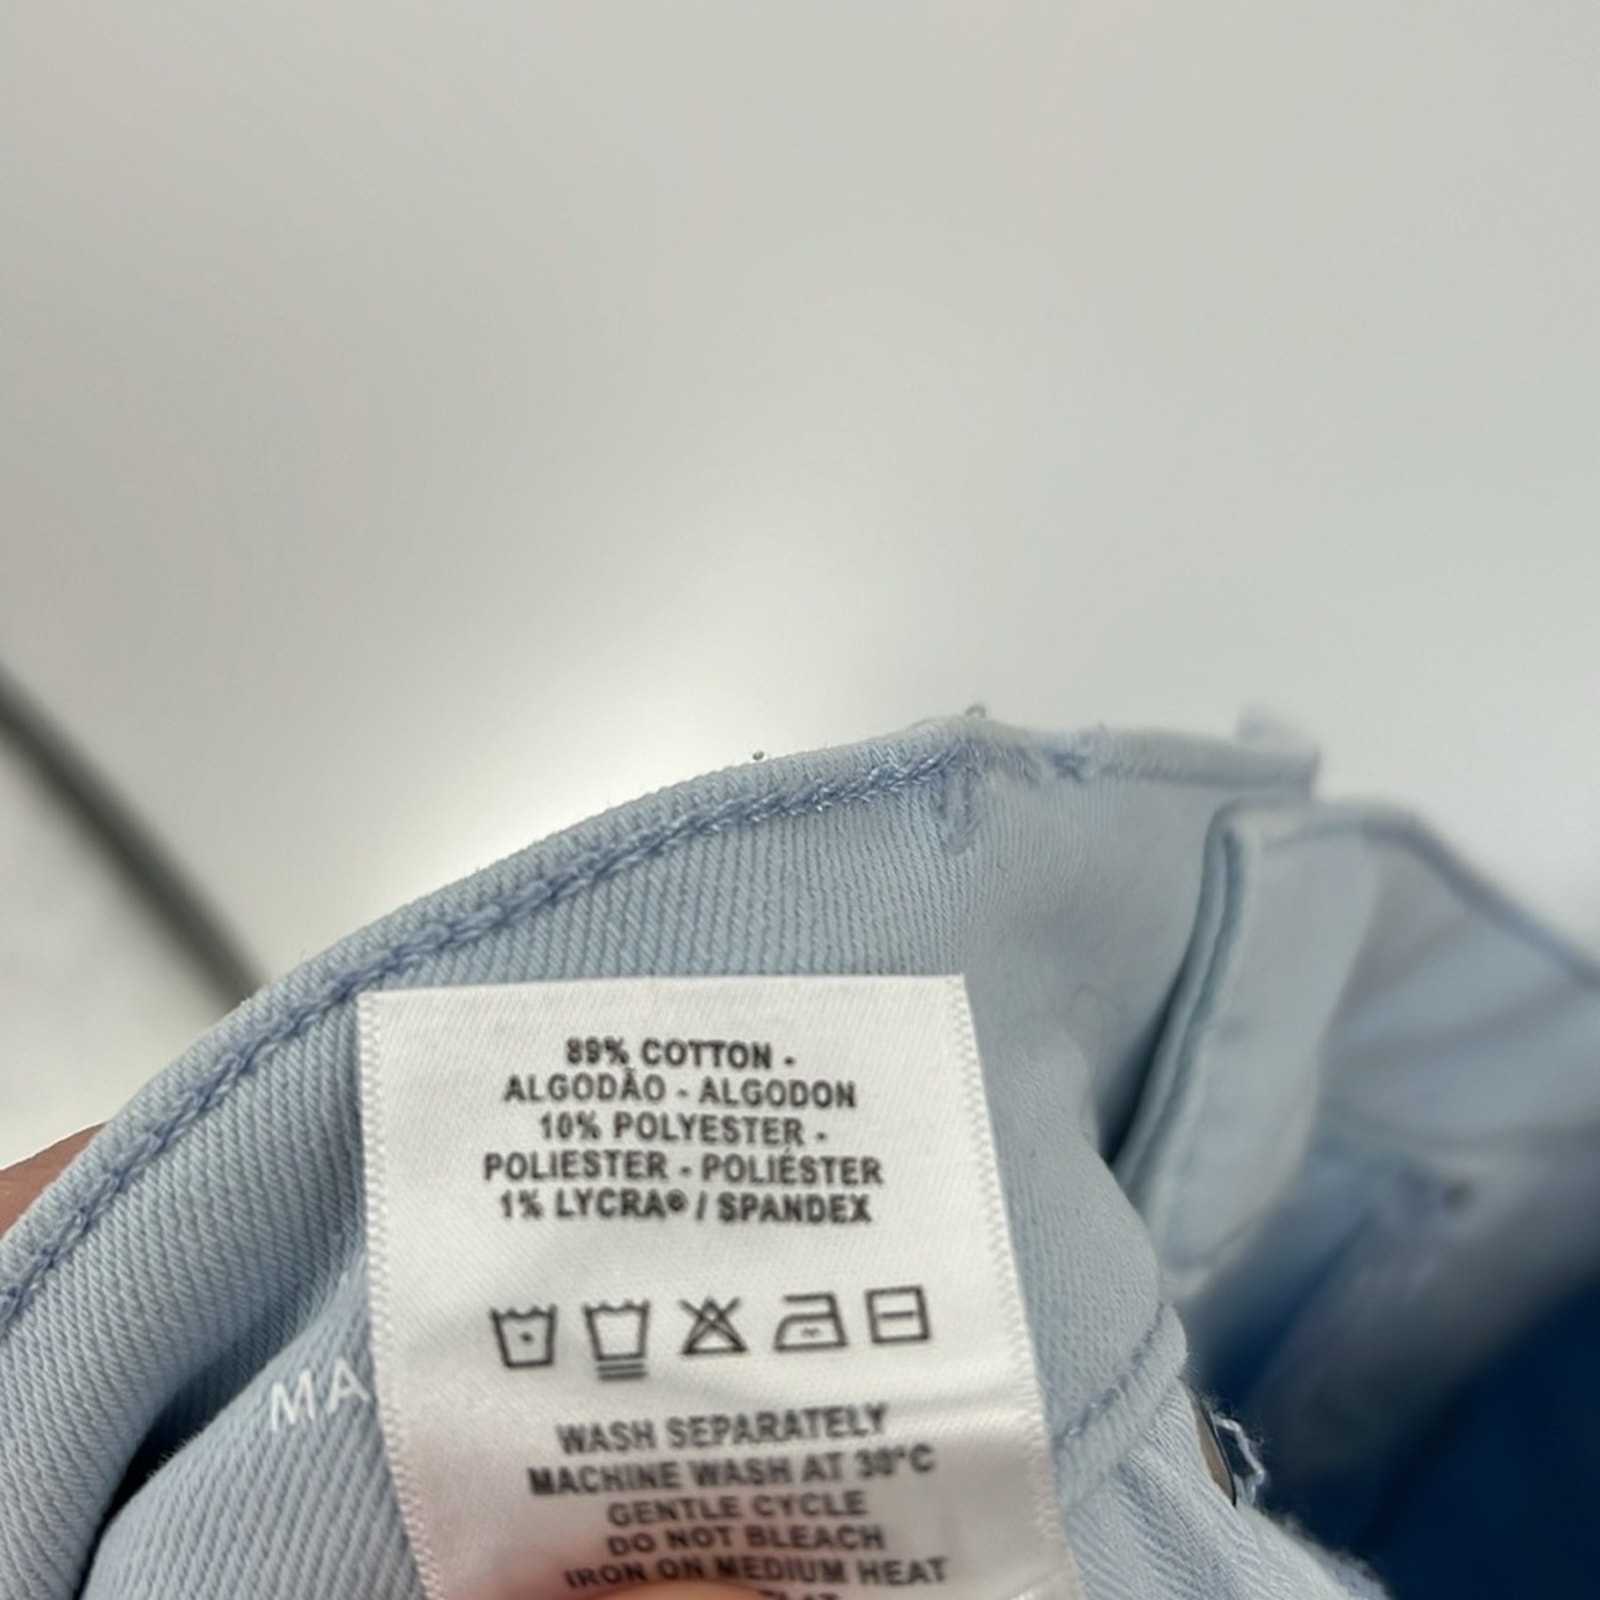 89% COTTON -
ALGODÃO - ALGODON
10% POLYESTER -
POLIESTER - POLIÉSTER
1% LYCRA® / SPANDEX
MA
WASH SEPARATELY
MACHINE WASH AT 30°C
GENTLE CYCLE
DO NOT BLEACH
IRON ON MEDIUM HEAT